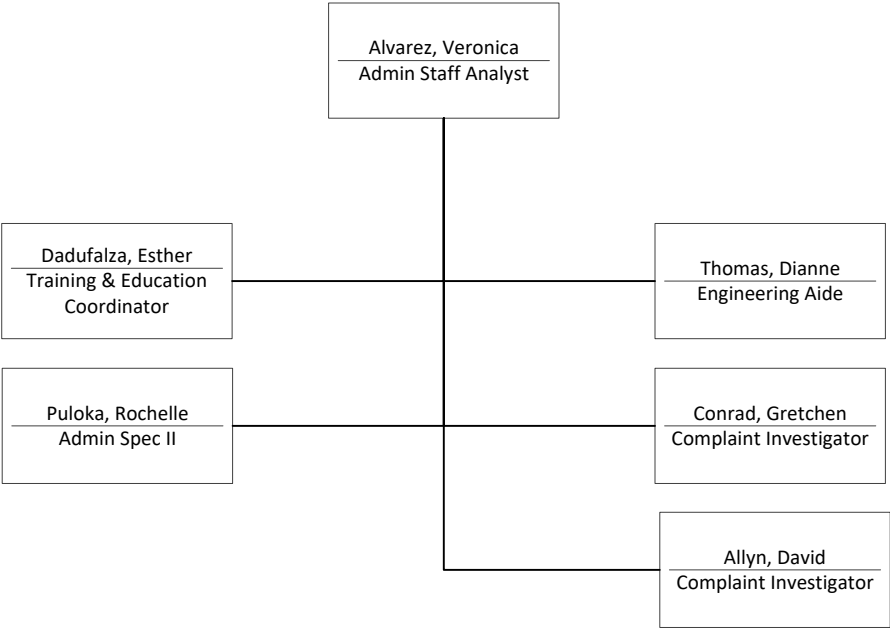 Alvarez, Veronica
Admin Staff Analyst
Dadufalza, Esther
Training & Education
Coordinator
Thomas, Dianne
Engineering Aide
Puloka, Rochelle
Admin Spec II
Conrad, Gretchen
Complaint Investigator
Allyn, David
Complaint Investigator